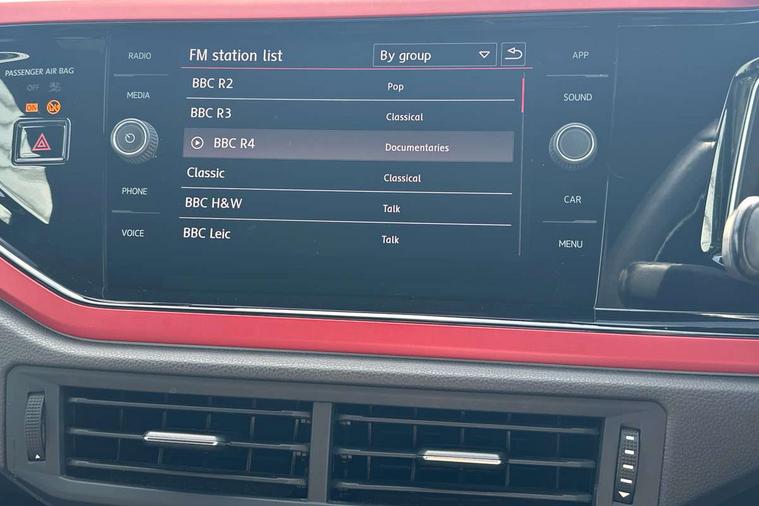 PASSENGER AIR BAG
OFF
ON
RADIO
MEDIA
PHONE
VOICE
FM station list
By group
BBC R2 Pop
BBC R3 Classical
BBC R4 Documentaries
Classic Classical
BBC H&W Talk
BBC Leic Talk
APP
SOUND
CAR
MENU